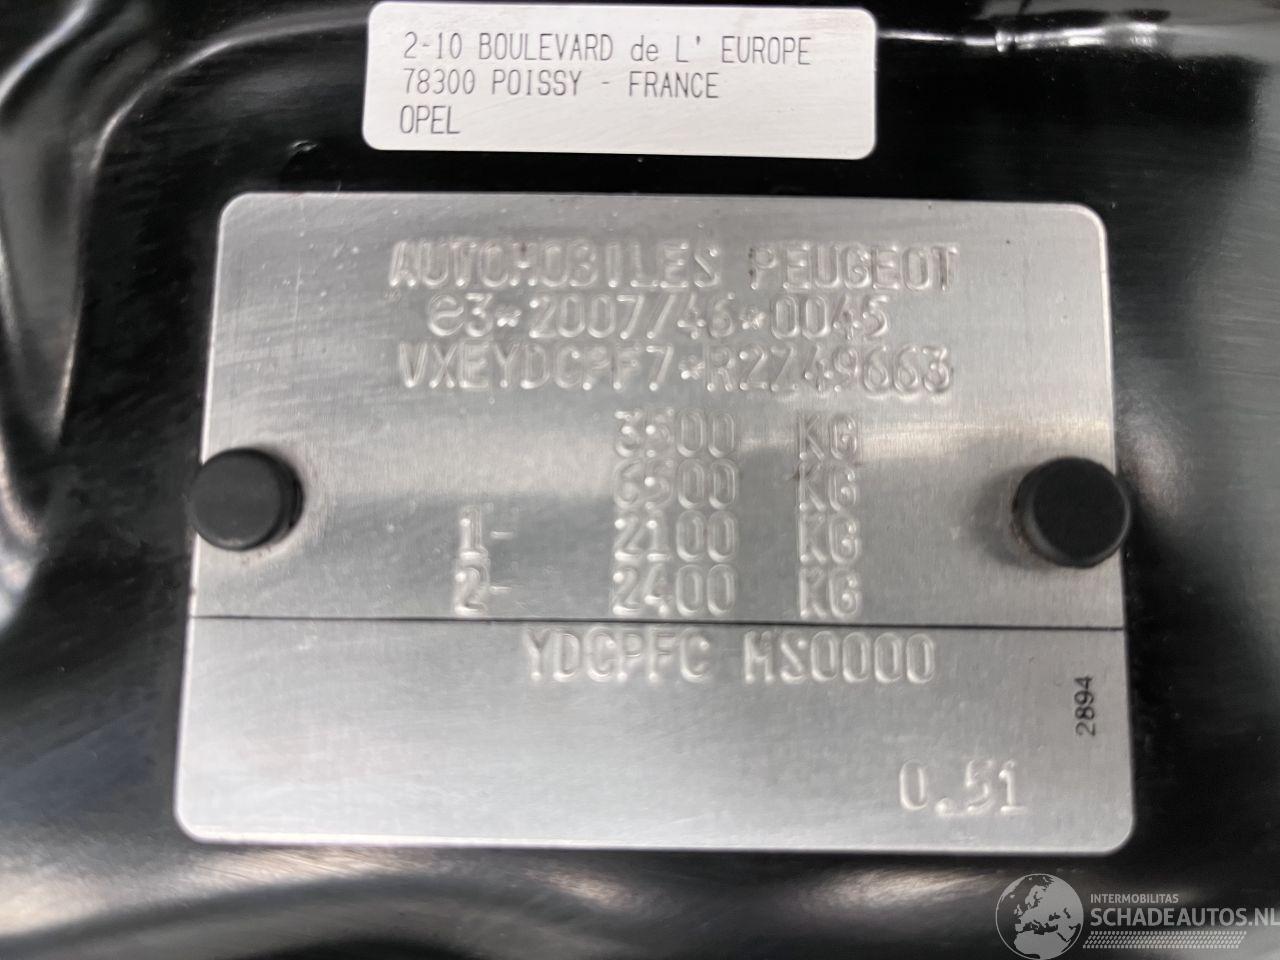 2-10 BOULEVARD de L' EUROPE
78300 POISSY - FRANCE
OPEL
AUTOMOBILES PEUGEOT
e3*2007/46*0045
VXEYDCPF7*R2Z49663
3500 KG
6500 KG
1- 2100 KG
2- 2400 KG
YDCPFC MS0000
2894
0.51
INTERMOBILITAS
SCHADEAUTOS.NL